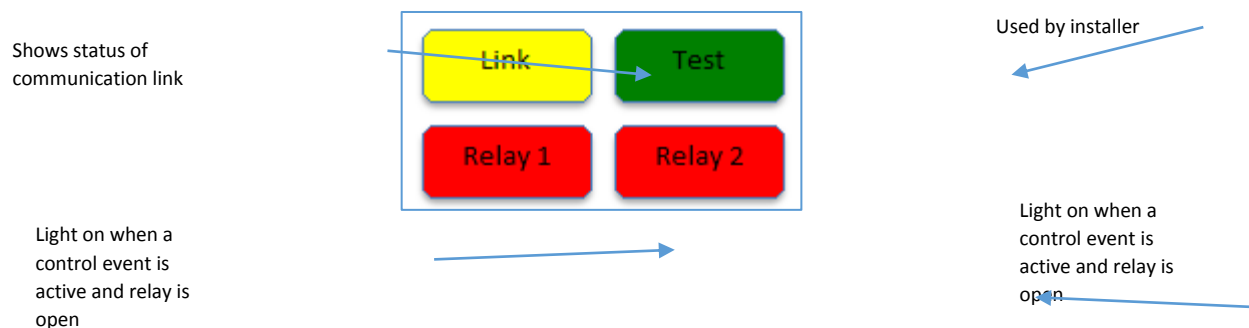 Shows status of
communication link
Link
Test
Used by installer
Relay 1
Relay 2
Light on when a
control event is
active and relay is
open
Light on when a
control event is
active and relay is
open